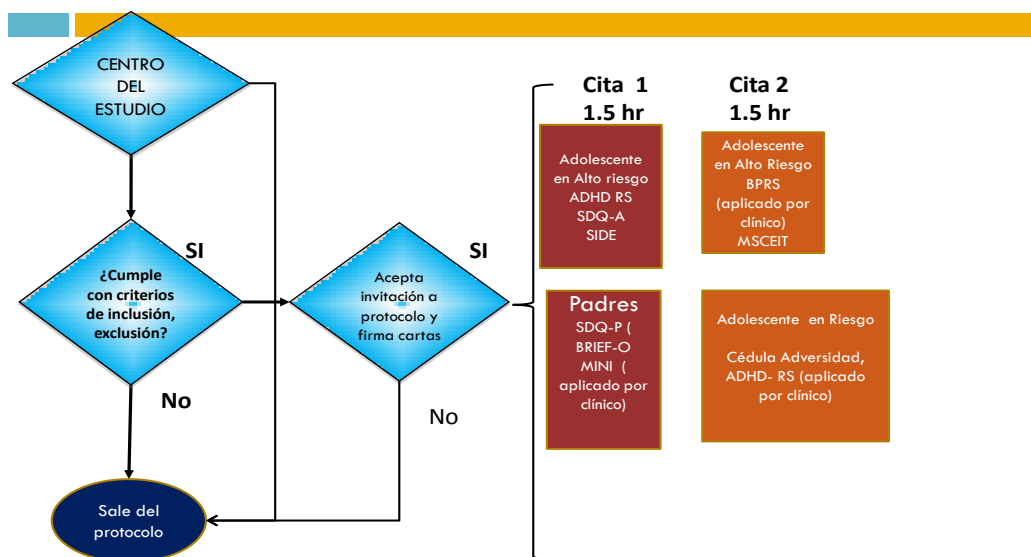 CENTRO
DEL
ESTUDIO
SI
¿Cumple
con criterios
de inclusión,
exclusión?
No
Sale del
protocolo
Acepta
invitación a
protocolo y
firma cartas
SI
No
Cita 1
1.5 hr
Adolescente
en Alto riesgo
ADHD RS
SDQ-A
SIDE
Padres
SDQ-P (
BRIEF-O
MINI (
aplicado por
clínico)
Cita 2
1.5 hr
Adolescente
en Alto Riesgo
BPRS
(aplicado por
clínico)
MSCEIT
Adolescente en Riesgo
Cédula Adversidad,
ADHD- RS (aplicado
por clínico)